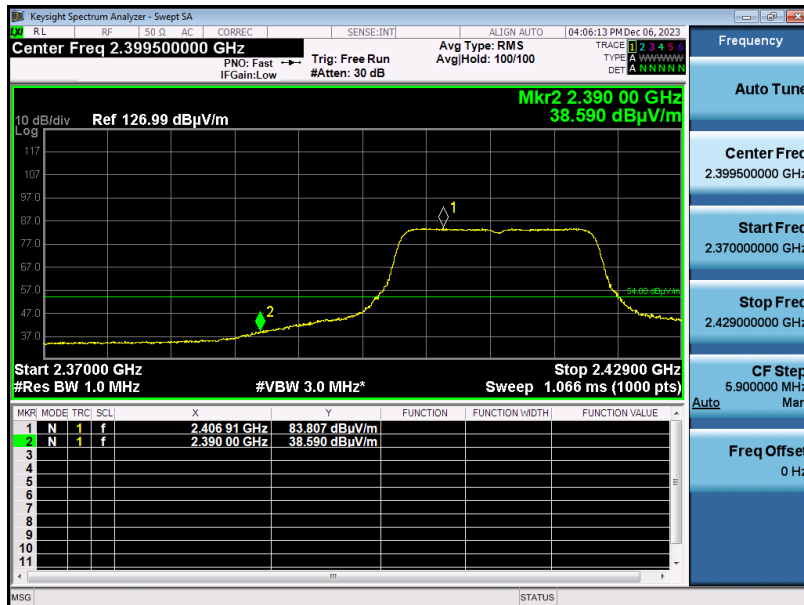 Keysight Spectrum Analyzer - Swept SA
LXI RL RF 50 Ω AC CORREC SENSE:INT ALIGN AUTO 04:06:13 PM Dec 06, 2023
Center Freq 2.399500000 GHz
PNO: Fast
IFGain:Low
Trig: Free Run
#Atten: 30 dB
Avg Type: RMS
Avg|Hold: 100/100
TRACE 1 2 3 4 5 6
TYPE A W W W W W
DET A N N N N N
Mkr2 2.390 00 GHz
38.590 dBµV/m
10 dB/div Ref 126.99 dBµV/m
Log
117
107
97.0
87.0
77.0
67.0
57.0
47.0
37.0
1
2
54.00 dBµV/m
Start 2.37000 GHz Stop 2.42900 GHz
#Res BW 1.0 MHz #VBW 3.0 MHz* Sweep 1.066 ms (1000 pts)
MKR MODE TRC SCL X Y FUNCTION FUNCTION WIDTH FUNCTION VALUE
1 N 1 f 2.406 91 GHz 83.807 dBµV/m
2 N 1 f 2.390 00 GHz 38.590 dBµV/m
3
4
5
6
7
8
9
10
11
MSG STATUS
Frequency
Auto Tune
Center Freq
2.399500000 GHz
Start Freq
2.370000000 GHz
Stop Freq
2.429000000 GHz
CF Step
5.900000 MHz
Auto Man
Freq Offset
0 Hz